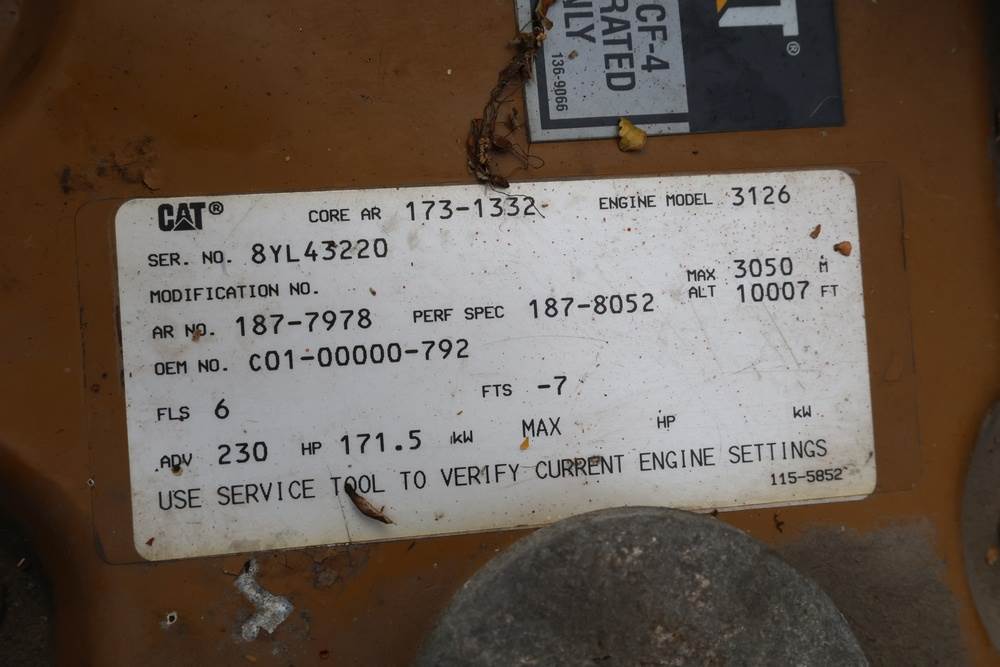 CF-4
RATED
ONLY
136-9066
CAT®
CAT® CORE AR 173-1332 ENGINE MODEL 3126
SER. NO. 8YL43220
MODIFICATION NO.
MAX 3050 M
ALT 10007 FT
AR NO. 187-7978 PERF SPEC 187-8052
OEM NO. C01-00000-792
FLS 6 FTS -7
ADV 230 HP 171.5 kW MAX HP kW
USE SERVICE TOOL TO VERIFY CURRENT ENGINE SETTINGS
115-5852